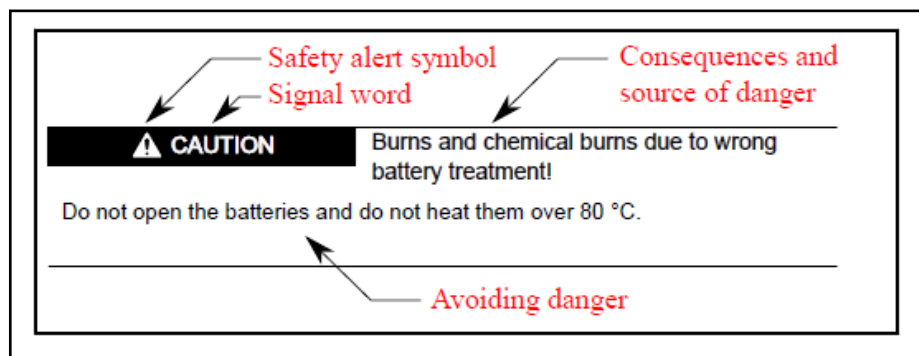 Safety alert symbol
Signal word
Consequences and
source of danger
CAUTION
Burns and chemical burns due to wrong
battery treatment!
Do not open the batteries and do not heat them over 80 °C.
Avoiding danger